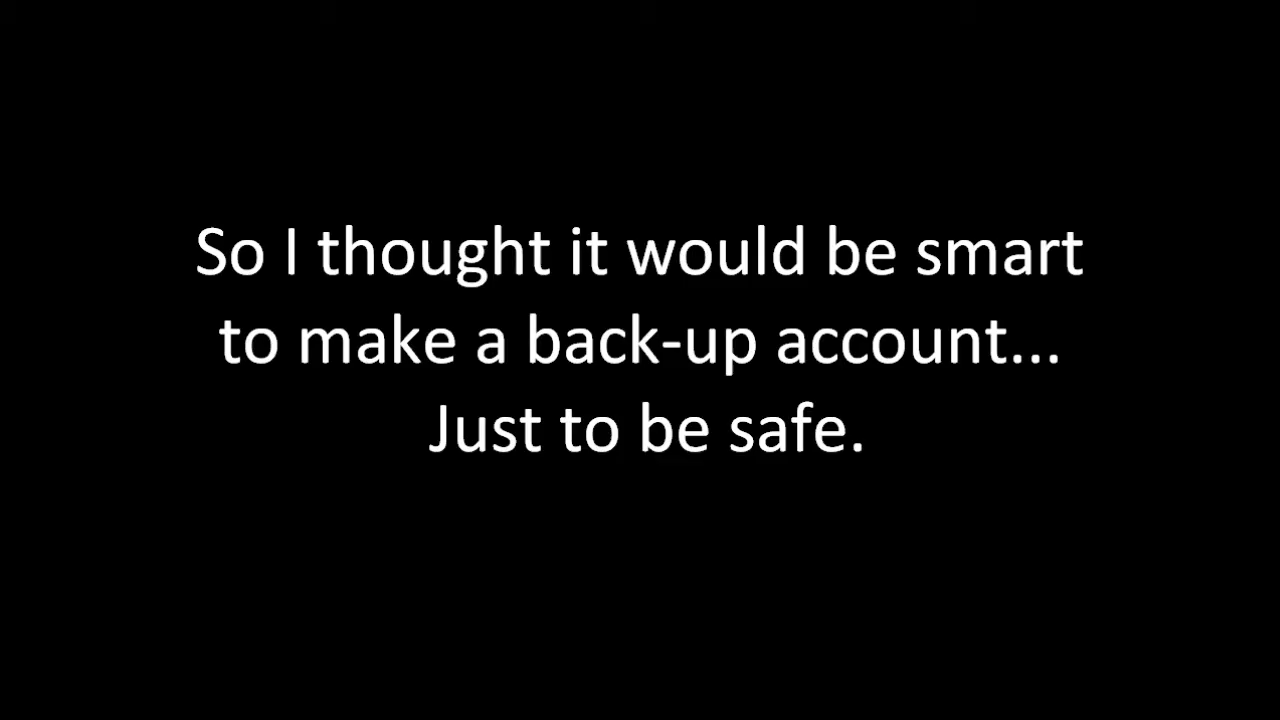 So I thought it would be smart
to make a back-up account...
Just to be safe.